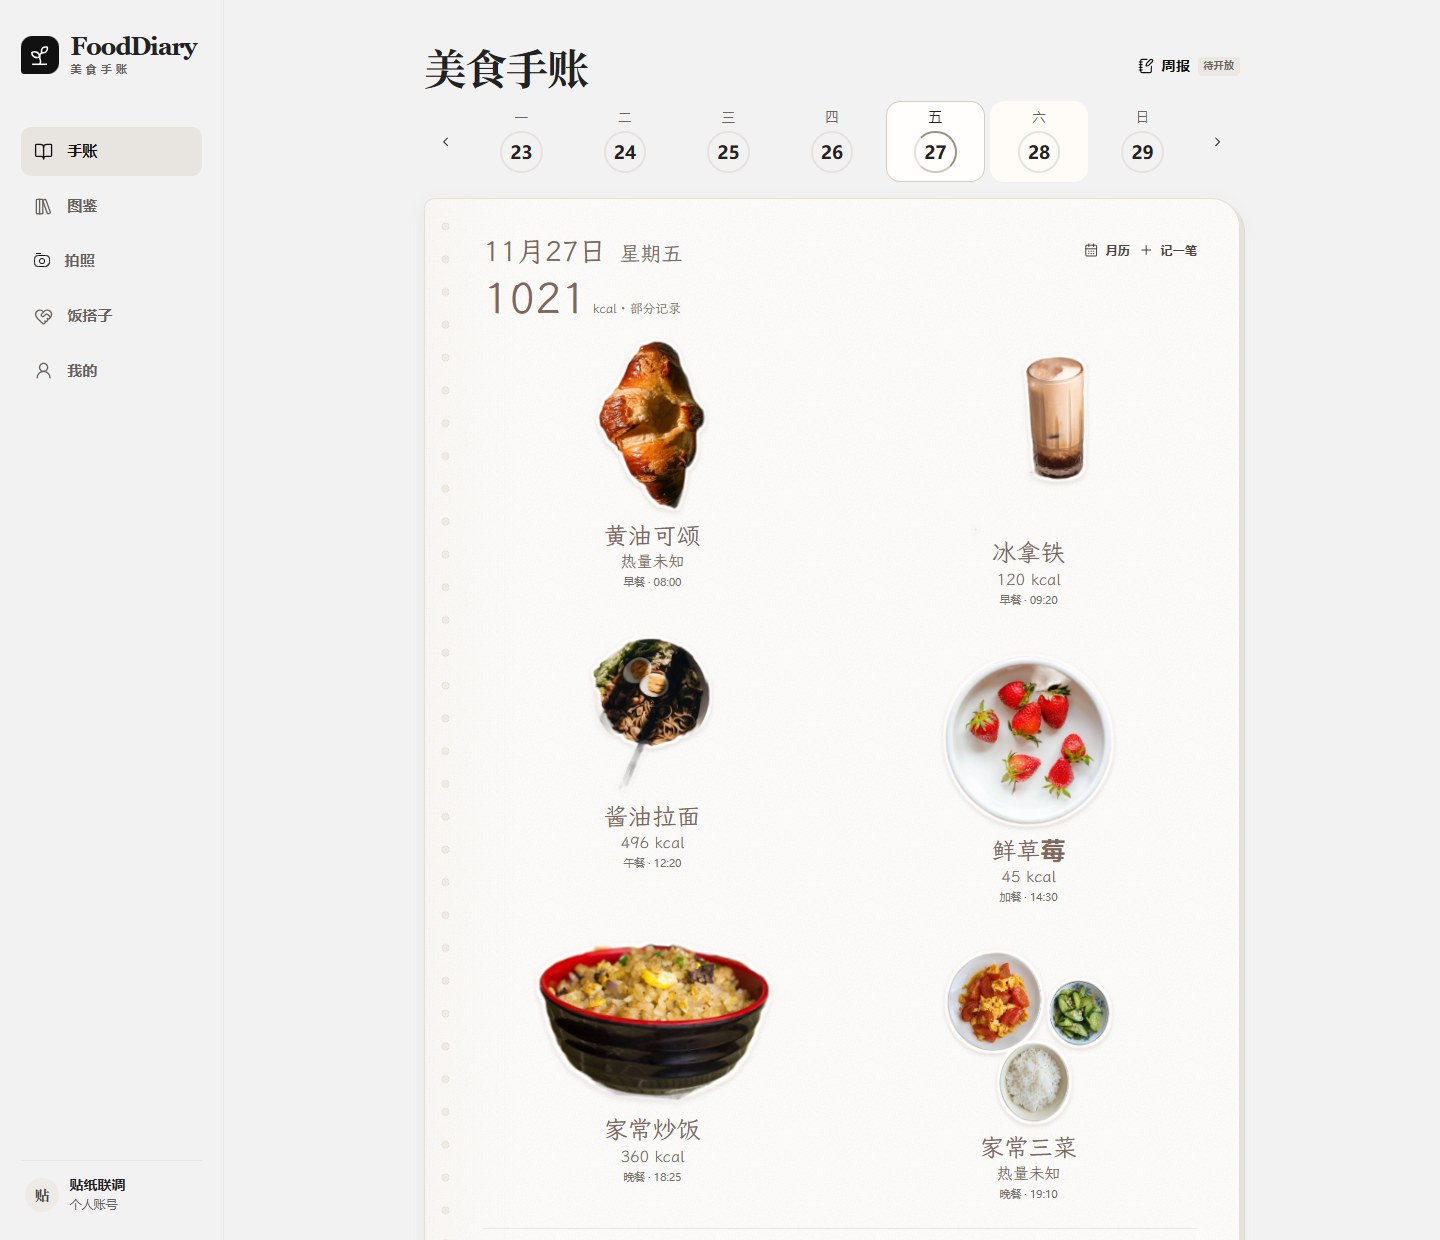 FoodDiary
美食手账
手账
图鉴
拍照
饭搭子
我的
贴
贴纸联调
个人账号
美食手账
周报 待开放
一 二 三 四 五 六 日
23 24 25 26 27 28 29
11月27日 星期五
月历 记一笔
1021 kcal · 部分记录
黄油可颂
热量未知
早餐 · 08:00
冰拿铁
120 kcal
早餐 · 09:20
酱油拉面
496 kcal
午餐 · 12:20
鲜草莓
45 kcal
加餐 · 14:30
家常炒饭
360 kcal
晚餐 · 18:25
家常三菜
热量未知
晚餐 · 19:10